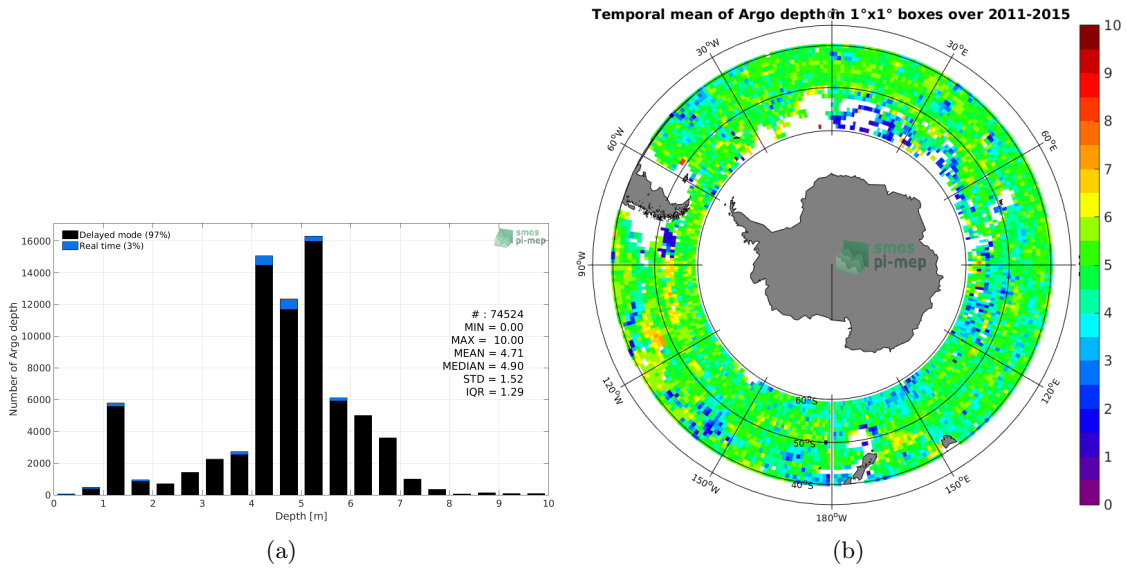 Temporal mean of Argo depth in 1°x1° boxes over 2011-2015
Delayed mode (97%)
Real time (3%)
smos
pi-mep
# : 74524
MIN = 0.00
MAX = 10.00
MEAN = 4.71
MEDIAN = 4.90
STD = 1.52
IQR = 1.29
Number of Argo depth
16000
14000
12000
10000
8000
6000
4000
2000
0
0 1 2 3 4 5 6 7 8 9 10
Depth [m]
(a)
0°
30°W
30°E
60°W
60°E
90°W
120°W
120°E
150°W
150°E
180°W
60°S
50°S
40°S
smos
pi-mep
10
9
8
7
6
5
4
3
2
1
0
(b)